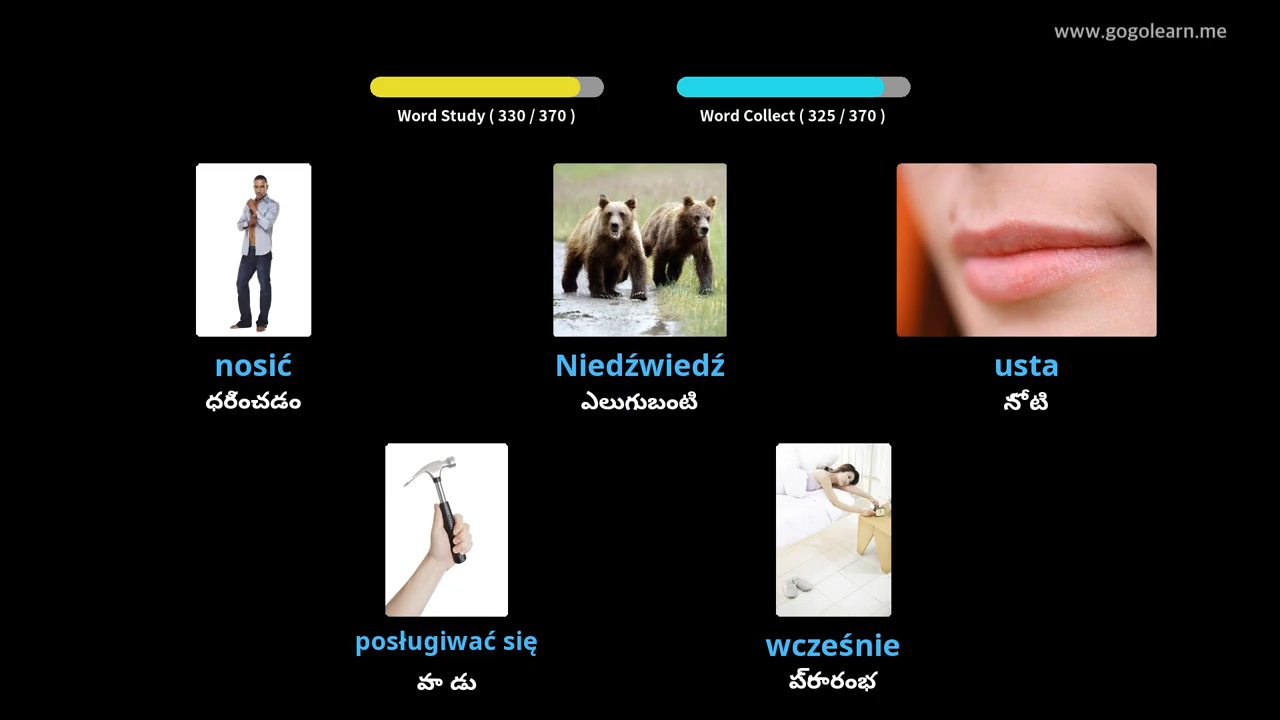 www.gogolearn.me
Word Study ( 330 / 370 )
Word Collect ( 325 / 370 )
nosić
ధరించడం
Niedźwiedź
ఎలుగుబంటి
usta
నోటి
posługiwać się
వా డు
wcześnie
ప్రారంభ